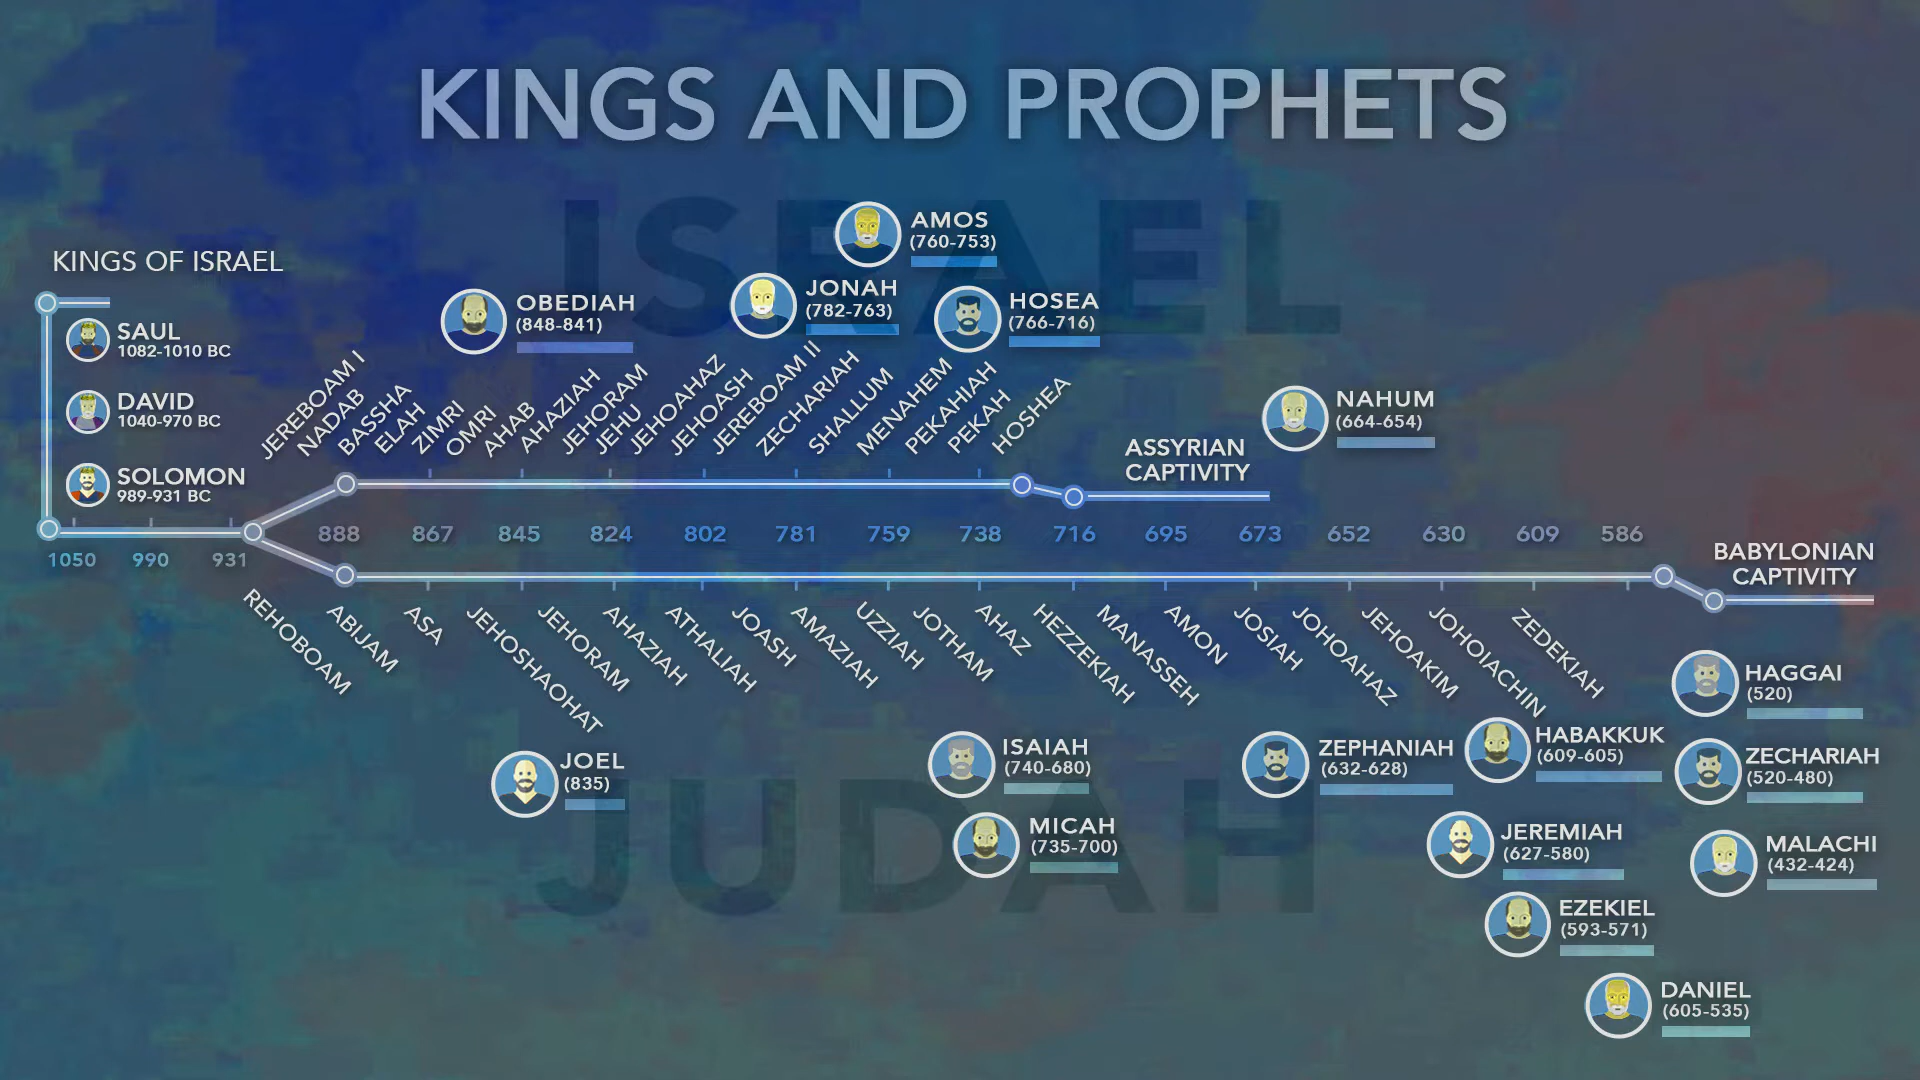 KINGS AND PROPHETS
ISRAEL
KINGS OF ISRAEL
SAUL
1082-1010 BC
DAVID
1040-970 BC
SOLOMON
989-931 BC
OBEDIAH
(848-841)
JONAH
(782-763)
AMOS
(760-753)
HOSEA
(766-716)
NAHUM
(664-654)
JEREBOAM I
NADAB
BASSHA
ELAH
ZIMRI
OMRI
AHAB
AHAZIAH
JEHORAM
JEHU
JEHOAHAZ
JEHOASH
JEREBOAM II
ZECHARIAH
SHALLUM
MENAHEM
PEKAHIAH
PEKAH
HOSHEA
ASSYRIAN
CAPTIVITY
1050 990 931
888 867 845 824 802 781 759 738 716 695 673 652 630 609 586
BABYLONIAN
CAPTIVITY
REHOBOAM
ABIJAM
ASA
JEHOSHAOHAT
JEHORAM
AHAZIAH
ATHALIAH
JOASH
AMAZIAH
UZZIAH
JOTHAM
AHAZ
HEZZEKIAH
MANASSEH
AMON
JOSIAH
JOHOAHAZ
JEHOAKIM
JOHOIACHIN
ZEDEKIAH
JUDAH
JOEL
(835)
ISAIAH
(740-680)
MICAH
(735-700)
ZEPHANIAH
(632-628)
HABAKKUK
(609-605)
JEREMIAH
(627-580)
EZEKIEL
(593-571)
DANIEL
(605-535)
HAGGAI
(520)
ZECHARIAH
(520-480)
MALACHI
(432-424)